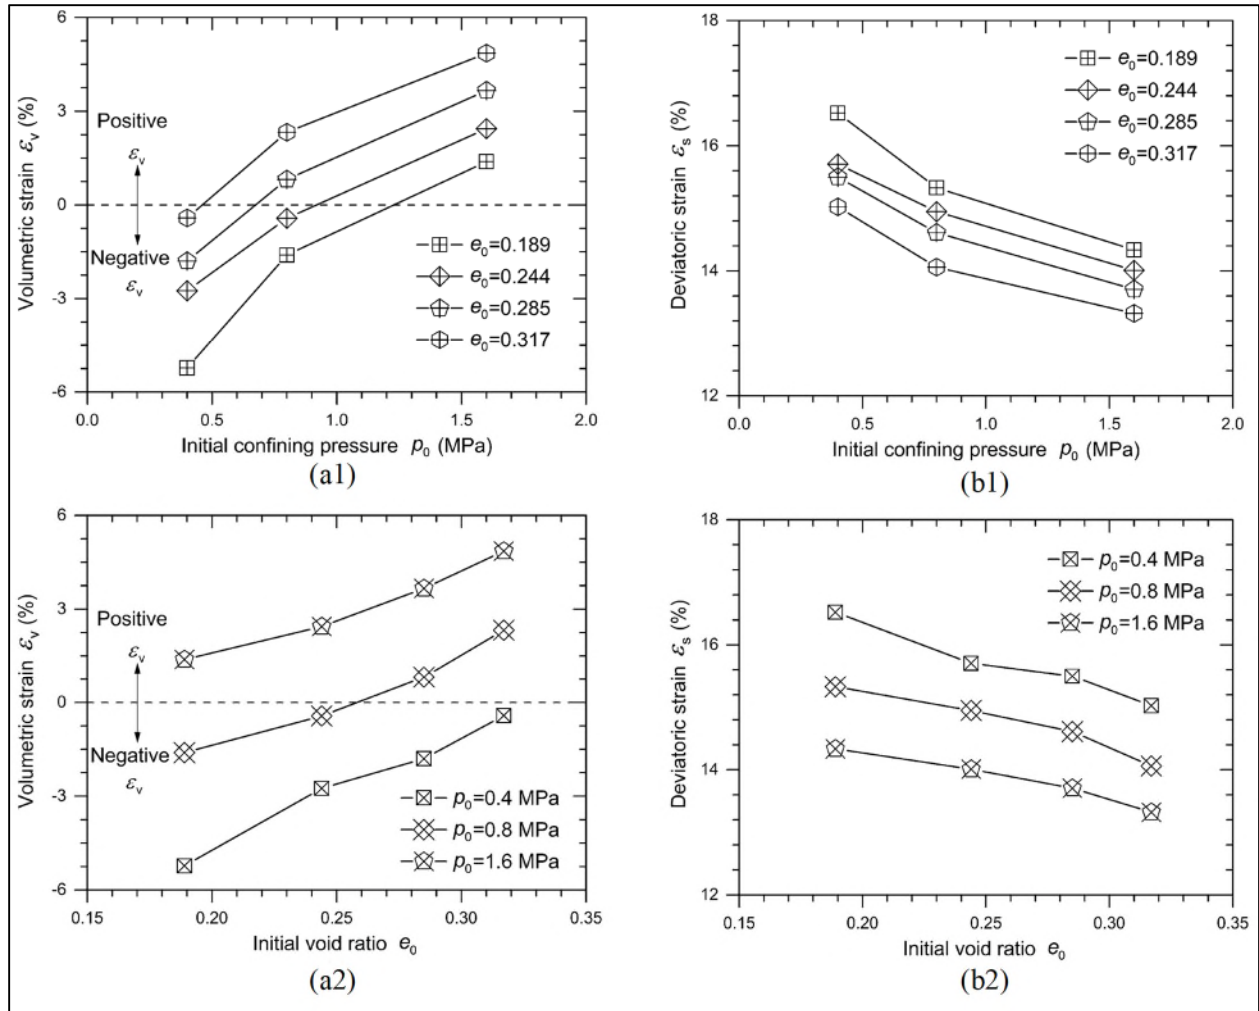 6
3
0
-3
-6
Volumetric strain εv (%)
Positive
εv
Negative
εv
e0=0.189
e0=0.244
e0=0.285
e0=0.317
0.0 0.5 1.0 1.5 2.0
Initial confining pressure p0 (MPa)
(a1)
18
16
14
12
Deviatoric strain εs (%)
e0=0.189
e0=0.244
e0=0.285
e0=0.317
0.0 0.5 1.0 1.5 2.0
Initial confining pressure p0 (MPa)
(b1)
6
3
0
-3
-6
Volumetric strain εv (%)
Positive
εv
Negative
εv
p0=0.4 MPa
p0=0.8 MPa
p0=1.6 MPa
0.15 0.20 0.25 0.30 0.35
Initial void ratio e0
(a2)
18
16
14
12
Deviatoric strain εs (%)
p0=0.4 MPa
p0=0.8 MPa
p0=1.6 MPa
0.15 0.20 0.25 0.30 0.35
Initial void ratio e0
(b2)